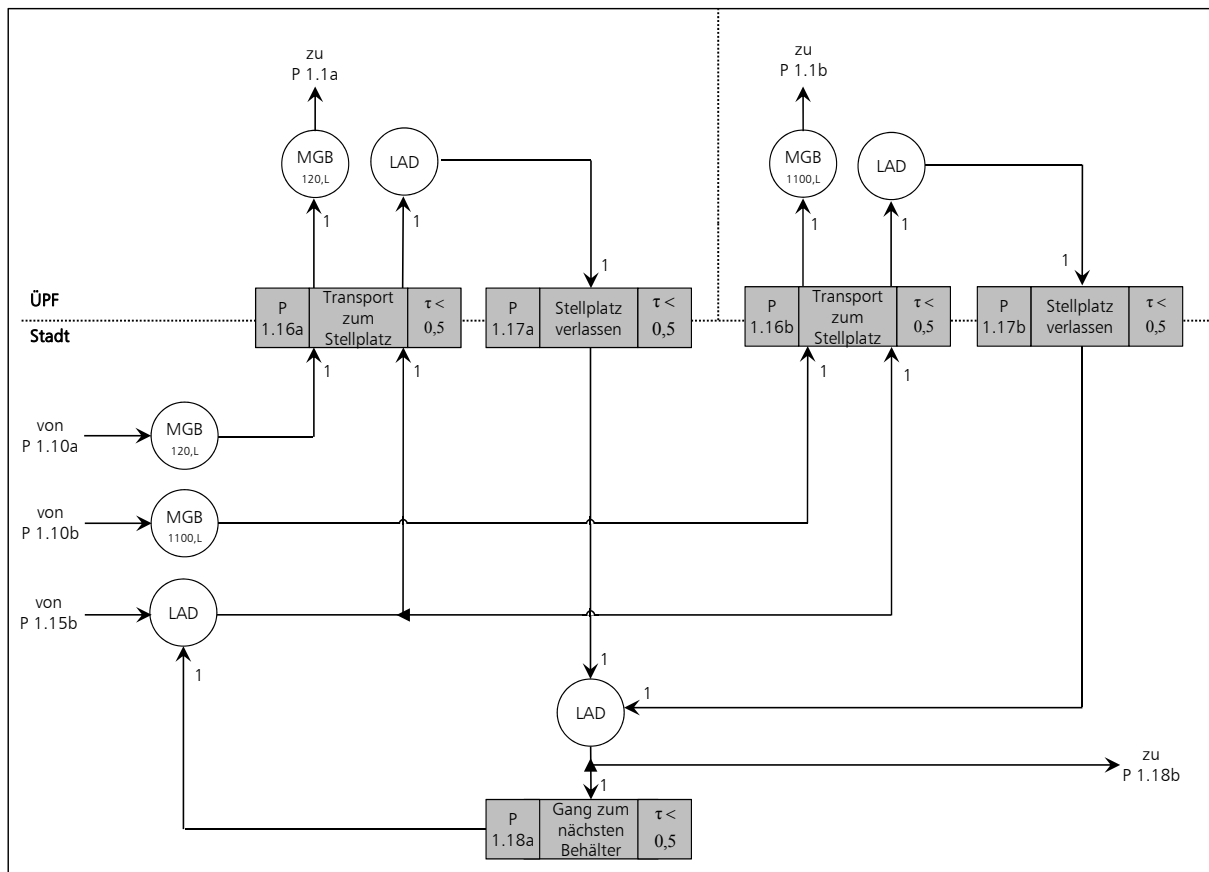 zu
P 1.1a
zu
P 1.1b
MGB
120,L
LAD
MGB
1100,L
LAD
1
1
1
1
1
1
ÜPF
Stadt
P
1.16a
Transport
zum
Stellplatz
τ <
0,5
P
1.17a
Stellplatz
verlassen
τ <
0,5
P
1.16b
Transport
zum
Stellplatz
τ <
0,5
P
1.17b
Stellplatz
verlassen
τ <
0,5
1
1
1
1
von
P 1.10a
MGB
120,L
von
P 1.10b
MGB
1100,L
von
P 1.15b
LAD
1
1
1
LAD
zu
P 1.18b
1
P
1.18a
Gang zum
nächsten
Behälter
τ <
0,5